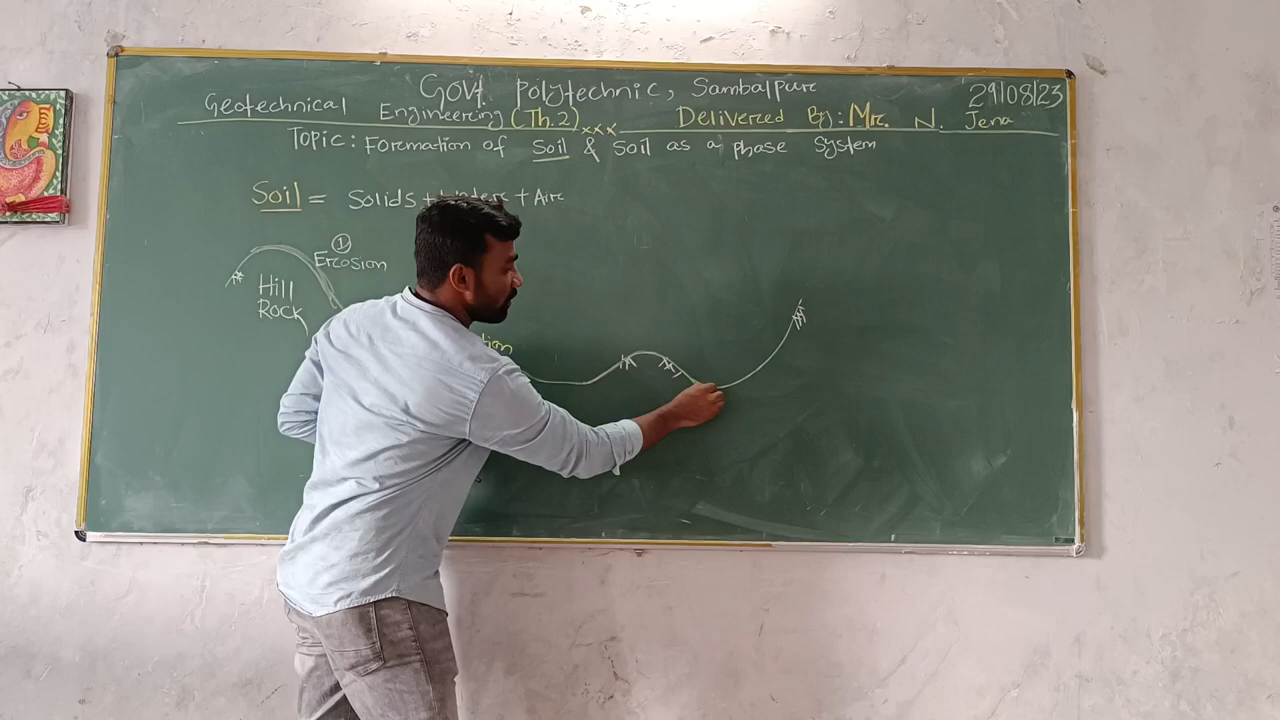 Govt. Polytechnic, Sambalpur
29/08/23
Geotechnical Engineering (Th.2) xxx Delivered By: Mr. N. Jena
Topic: Formation of Soil & Soil as a phase System
Soil = Solids + + Air
① Erosion
Hill
Rock